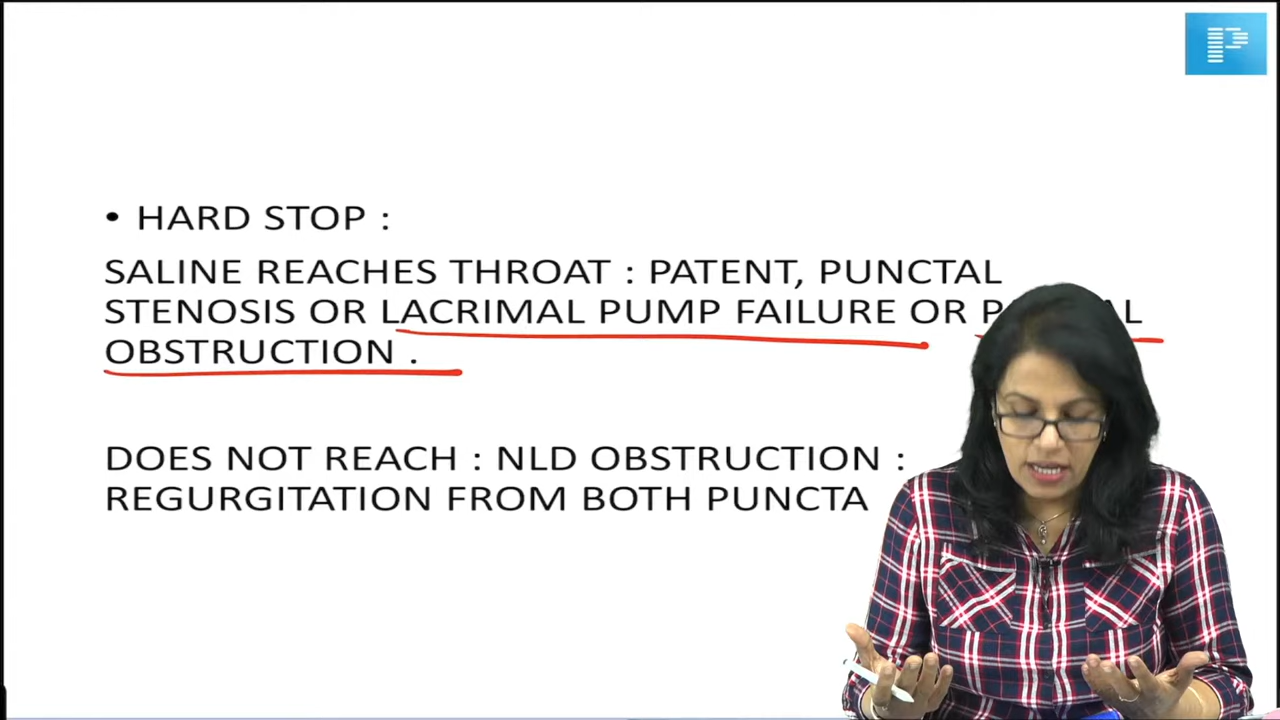 • HARD STOP :
SALINE REACHES THROAT : PATENT, PUNCTAL
STENOSIS OR LACRIMAL PUMP FAILURE OR
OBSTRUCTION .
DOES NOT REACH : NLD OBSTRUCTION :
REGURGITATION FROM BOTH PUNCTA
P